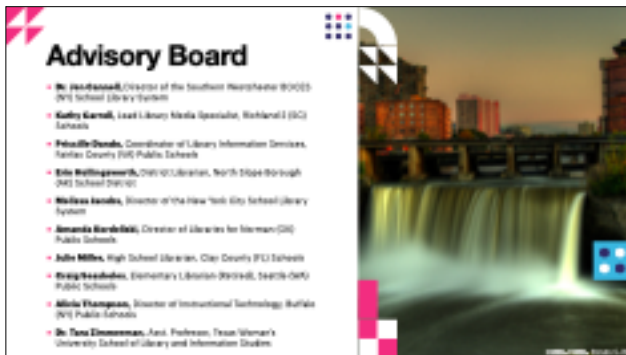 Advisory Board
Dr. Jen Cannell, Director of the Southern Westchester BOCES
(NY) School Library System
Kathy Carroll, Lead Library Media Specialist, Richland 2 (SC)
Schools
Priscille Dando, Coordinator of Library Information Services,
Fairfax County (VA) Public Schools
Erin Hollingsworth, District Librarian, North Slope Borough
(AK) School District
Melissa Jacobs, Director of the New York City School Library
System
Amanda Kordeliski, Director of Libraries for Norman (OK)
Public Schools
Julie Miller, High School Librarian, Clay County (FL) Schools
Craig Seasholes, Elementary Librarian (Retired), Seattle (WA)
Public Schools
Alicia Thompson, Director of Instructional Technology, Buffalo
(NY) Public Schools
Dr. Tara Zimmerman, Asst. Professor, Texas Woman's
University School of Library and Information Studies